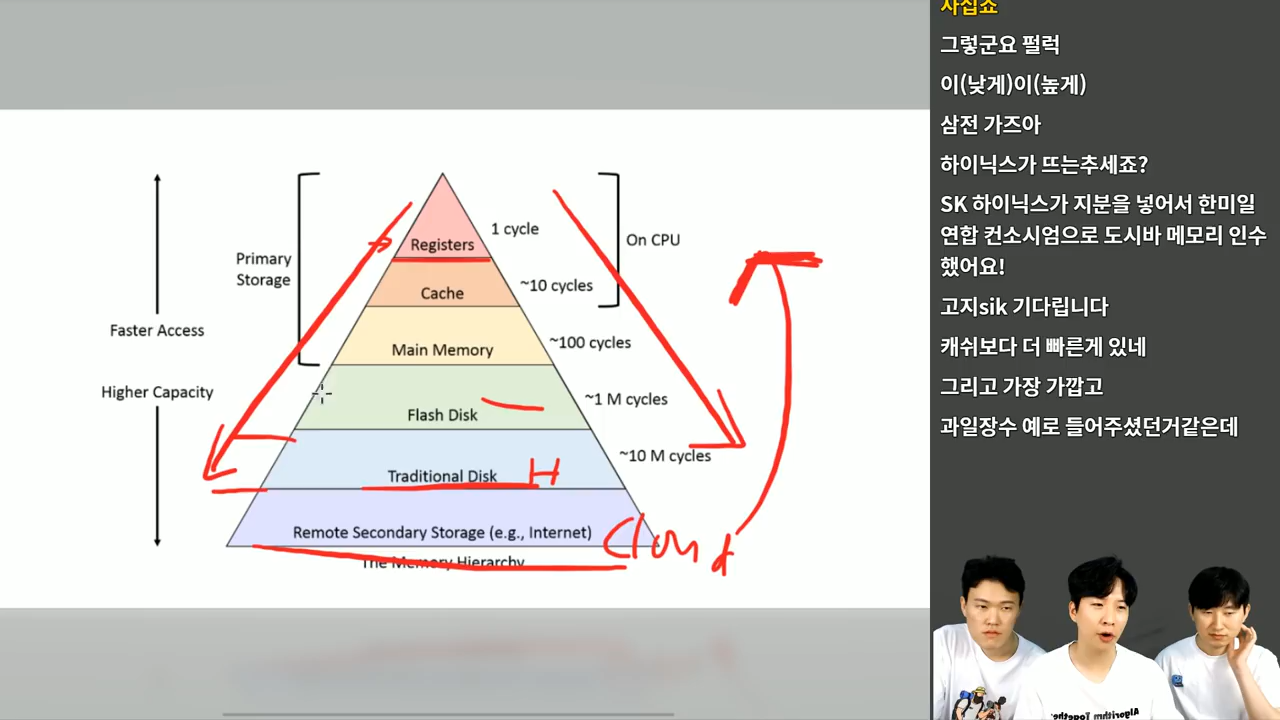 Registers
Cache
Main Memory
Flash Disk
Traditional Disk
H
Remote Secondary Storage (e.g., Internet)
Cloud
The Memory Hierarchy
1 cycle
~10 cycles
~100 cycles
~1 M cycles
~10 M cycles
On CPU
Primary
Storage
Faster Access
Higher Capacity
사십쇼
그렇군요 펄럭
이(낮게)이(높게)
삼전 가즈아
하이닉스가 뜨는추세죠?
SK 하이닉스가 지분을 넣어서 한미일
연합 컨소시엄으로 도시바 메모리 인수
했어요!
고지sik 기다립니다
캐쉬보다 더 빠른게 있네
그리고 가장 가깝고
과일장수 예로 들어주셨던거같은데